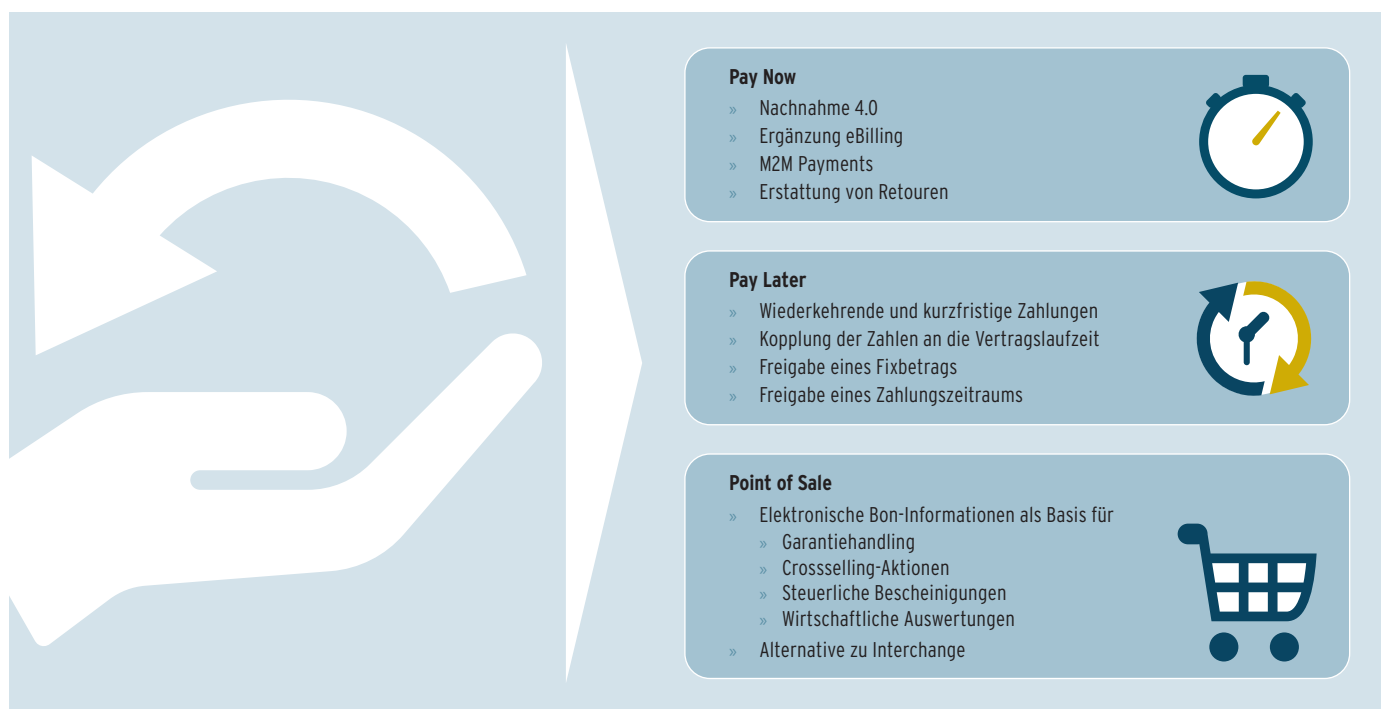 Pay Now
» Nachnahme 4.0
» Ergänzung eBilling
» M2M Payments
» Erstattung von Retouren
Pay Later
» Wiederkehrende und kurzfristige Zahlungen
» Kopplung der Zahlen an die Vertragslaufzeit
» Freigabe eines Fixbetrags
» Freigabe eines Zahlungszeitraums
Point of Sale
» Elektronische Bon-Informationen als Basis für
» Garantiehandling
» Crossselling-Aktionen
» Steuerliche Bescheinigungen
» Wirtschaftliche Auswertungen
» Alternative zu Interchange